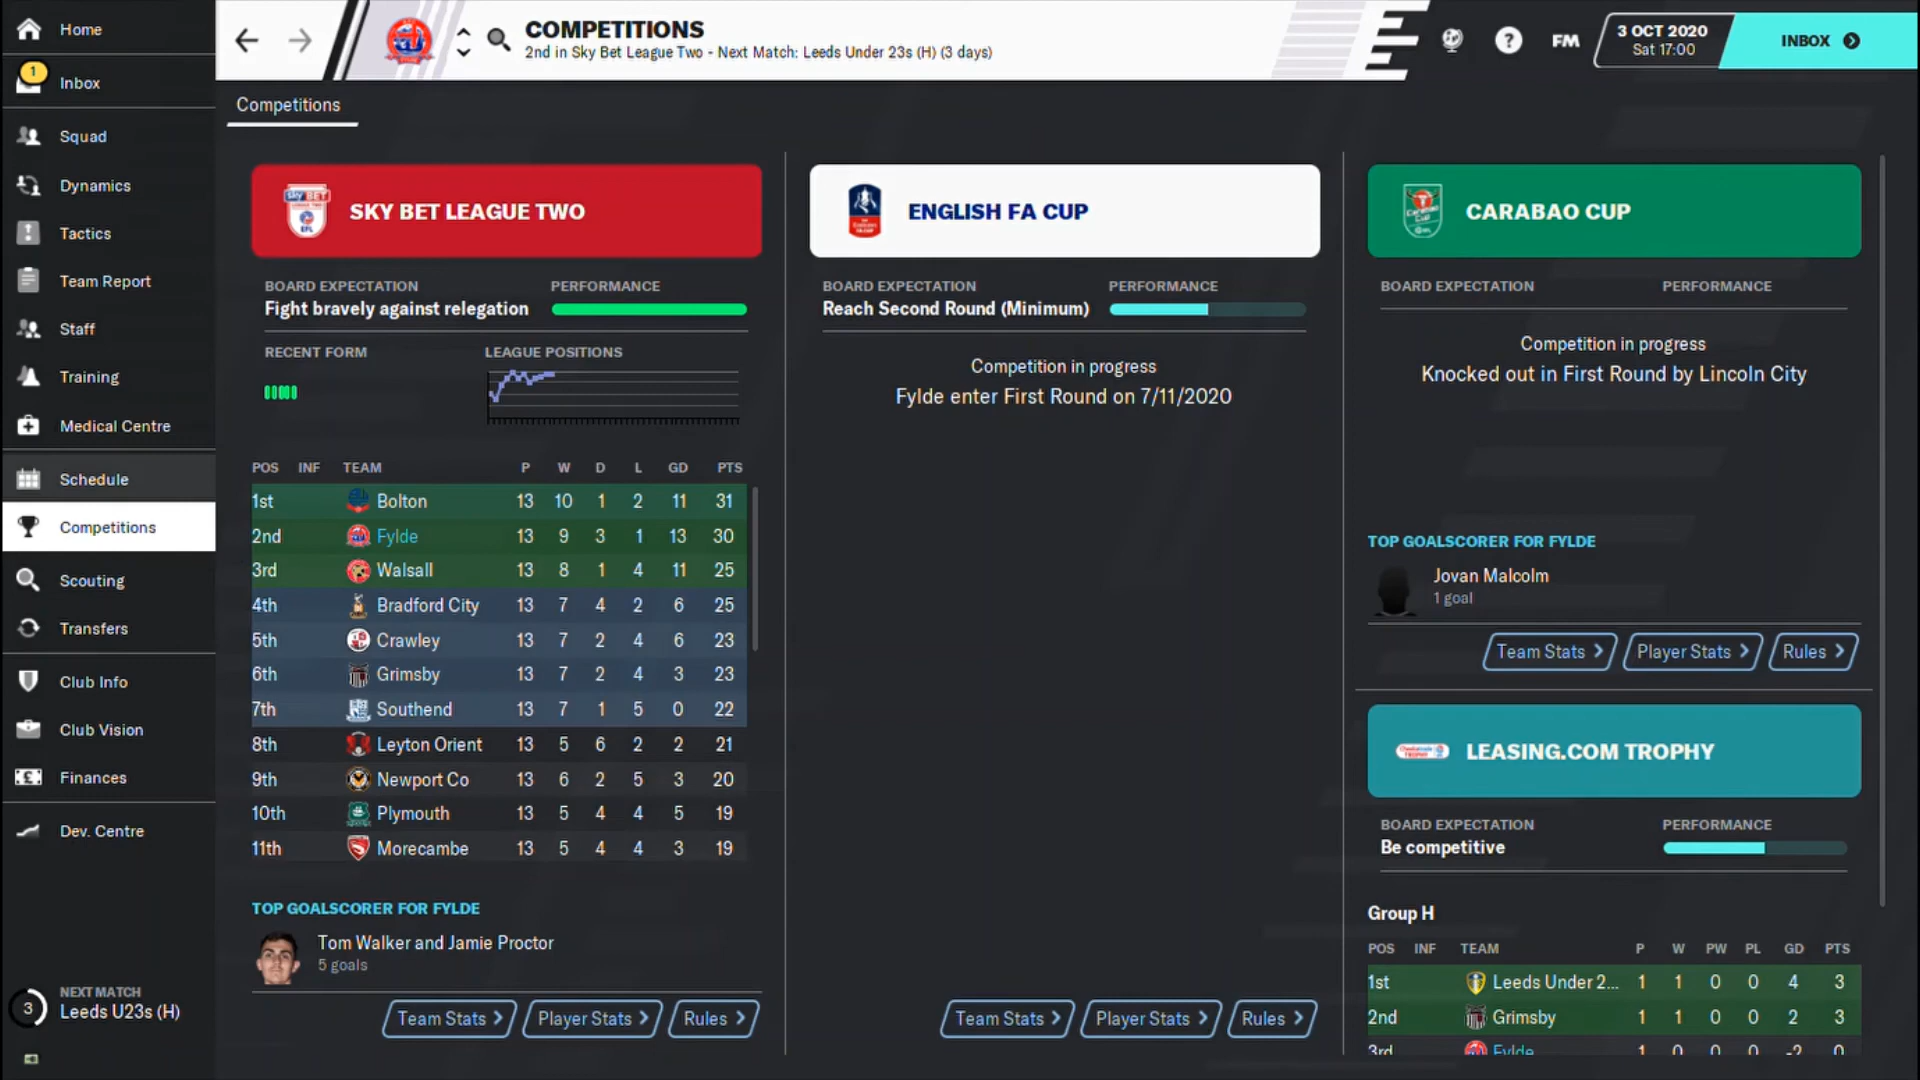 Home
1
Inbox
Squad
Dynamics
Tactics
Team Report
Staff
Training
Medical Centre
Schedule
Competitions
Scouting
Transfers
Club Info
Club Vision
Finances
Dev. Centre
3
NEXT MATCH
Leeds U23s (H)
COMPETITIONS
2nd in Sky Bet League Two - Next Match: Leeds Under 23s (H) (3 days)
?
FM
3 OCT 2020
Sat 17:00
INBOX
Competitions
SKY BET LEAGUE TWO
BOARD EXPECTATION PERFORMANCE
Fight bravely against relegation
RECENT FORM LEAGUE POSITIONS
POS INF TEAM P W D L GD PTS
1st Bolton 13 10 1 2 11 31
2nd Fylde 13 9 3 1 13 30
3rd Walsall 13 8 1 4 11 25
4th Bradford City 13 7 4 2 6 25
5th Crawley 13 7 2 4 6 23
6th Grimsby 13 7 2 4 3 23
7th Southend 13 7 1 5 0 22
8th Leyton Orient 13 5 6 2 2 21
9th Newport Co 13 6 2 5 3 20
10th Plymouth 13 5 4 4 5 19
11th Morecambe 13 5 4 4 3 19
TOP GOALSCORER FOR FYLDE
Tom Walker and Jamie Proctor
5 goals
Team Stats Player Stats Rules
ENGLISH FA CUP
BOARD EXPECTATION PERFORMANCE
Reach Second Round (Minimum)
Competition in progress
Fylde enter First Round on 7/11/2020
Team Stats Player Stats Rules
CARABAO CUP
BOARD EXPECTATION PERFORMANCE
Competition in progress
Knocked out in First Round by Lincoln City
TOP GOALSCORER FOR FYLDE
Jovan Malcolm
1 goal
Team Stats Player Stats Rules
LEASING.COM TROPHY
BOARD EXPECTATION PERFORMANCE
Be competitive
Group H
POS INF TEAM P W PW PL GD PTS
1st Leeds Under 2... 1 1 0 0 4 3
2nd Grimsby 1 1 0 0 2 3
3rd Fylde 1 0 0 0 -2 0